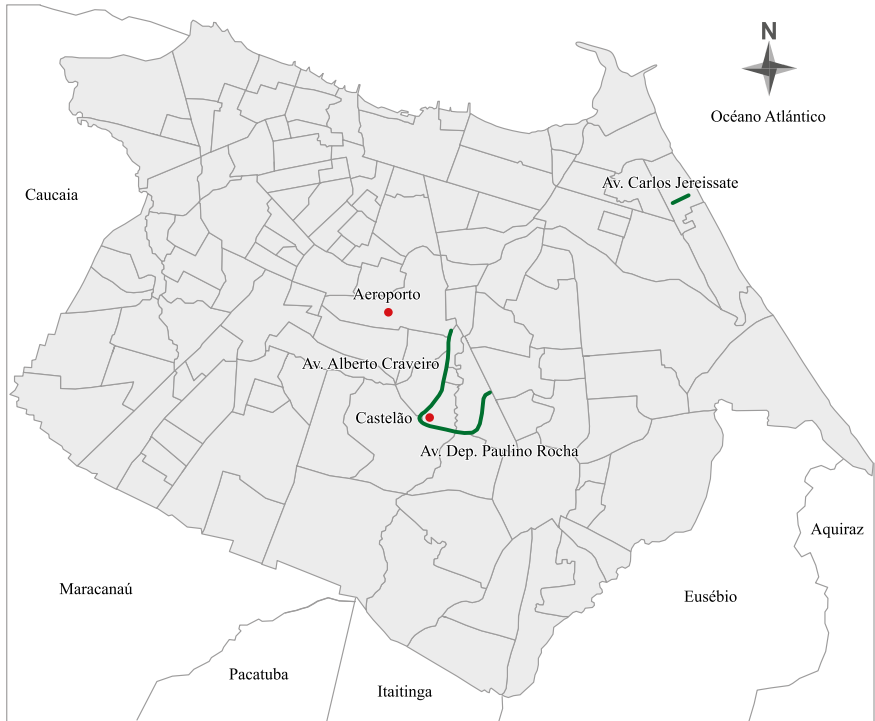 N
Océano Atlántico
Av. Carlos Jereissate
Caucaia
Aeroporto
Av. Alberto Craveiro
Castelão
Av. Dep. Paulino Rocha
Aquiraz
Maracanaú
Eusébio
Pacatuba
Itaitinga